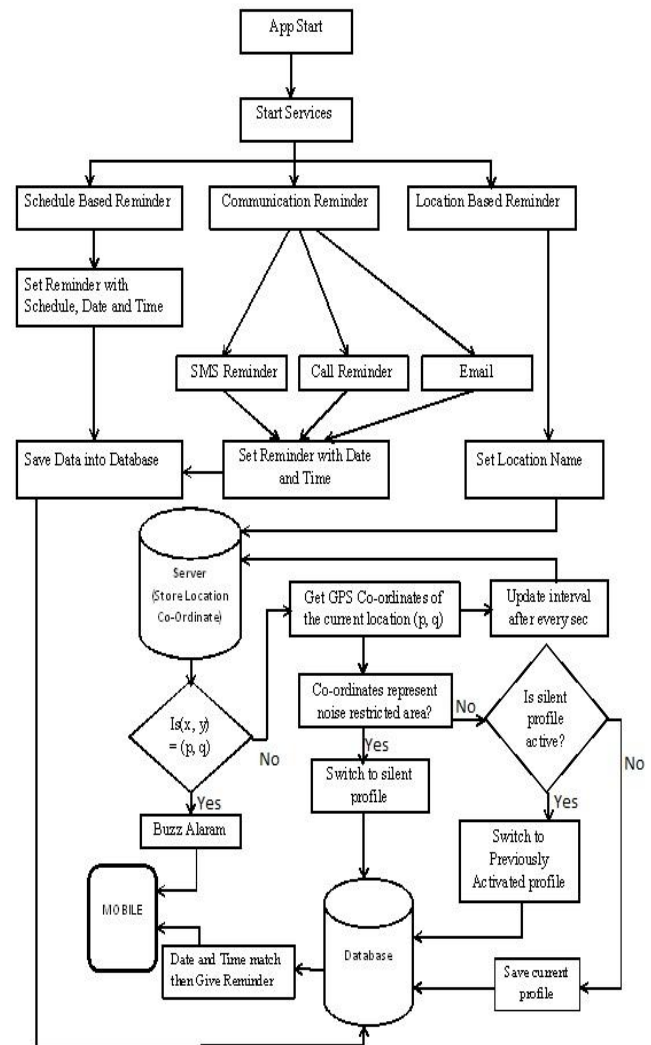 App Start
Start Services
Schedule Based Reminder
Communication Reminder
Location Based Reminder
Set Reminder with
Schedule, Date and Time
SMS Reminder
Call Reminder
Email
Save Data into Database
Set Reminder with Date
and Time
Set Location Name
Server
(Store Location
Co-Ordinate)
Get GPS Co-ordinates of
the current location (p, q)
Update interval
after every sec
Is(x, y)
= (p, q)
No
Co-ordinates represent
noise restricted area?
No
Is silent
profile
active?
No
Yes
Switch to silent
profile
Yes
Buzz Alaram
Yes
Switch to
Previously
Activated profile
MOBILE
Date and Time match
then Give Reminder
Database
Save current
profile